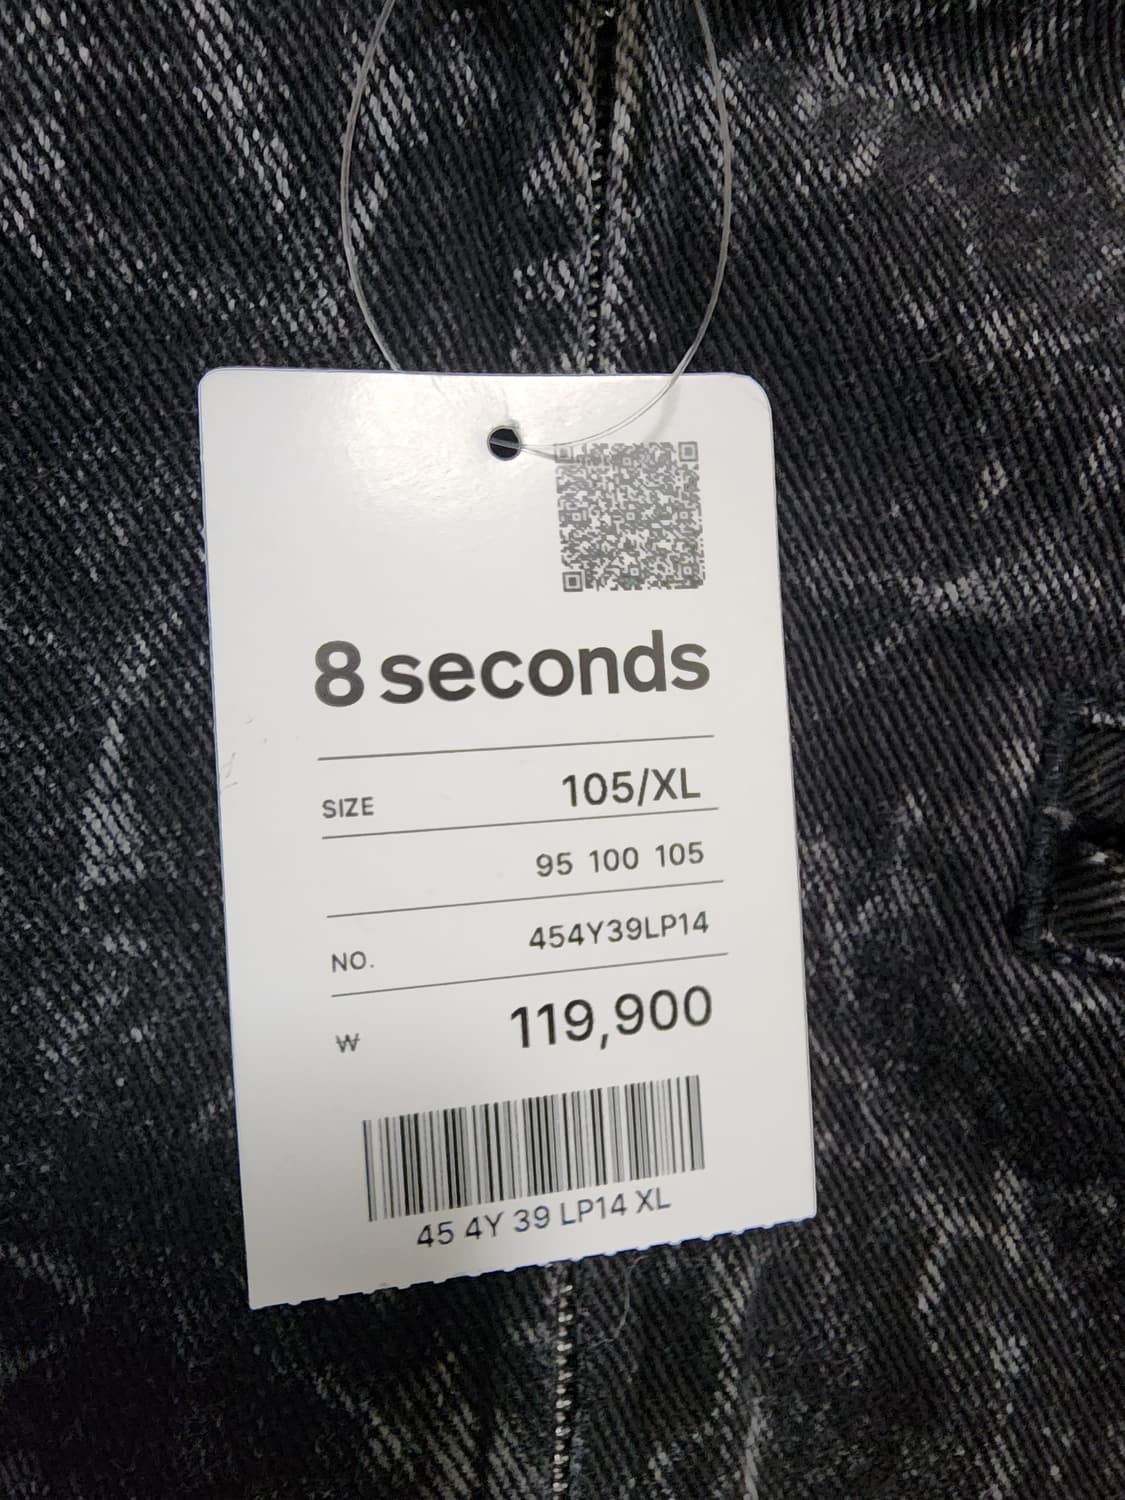 8 seconds
SIZE 105/XL
95 100 105
NO. 454Y39LP14
₩ 119,900
45 4Y 39 LP14 XL